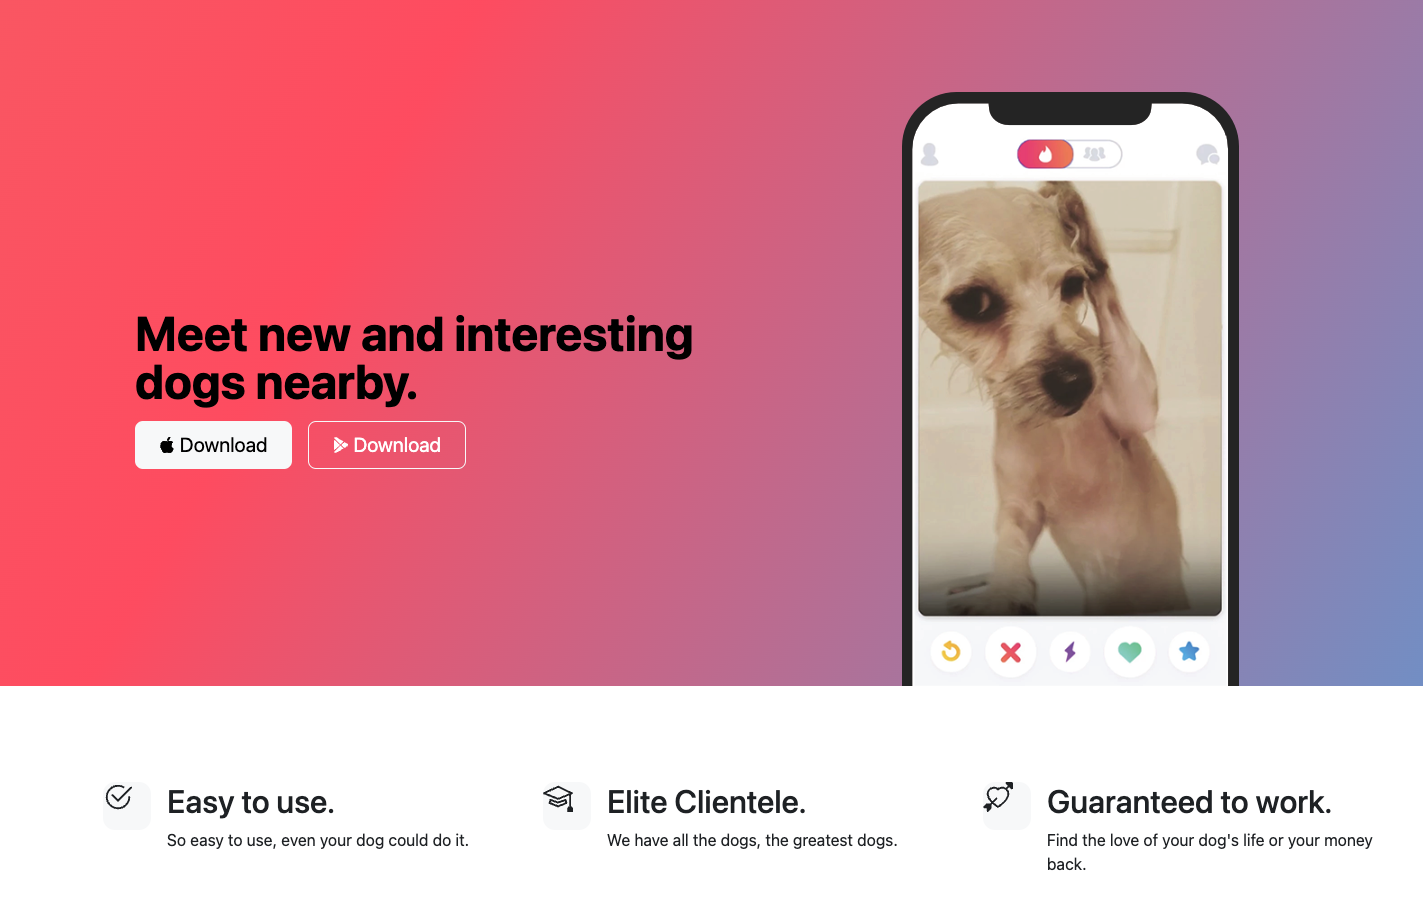 Meet new and interesting
dogs nearby.
Download
Download
Easy to use.
So easy to use, even your dog could do it.
Elite Clientele.
We have all the dogs, the greatest dogs.
Guaranteed to work.
Find the love of your dog's life or your money
back.